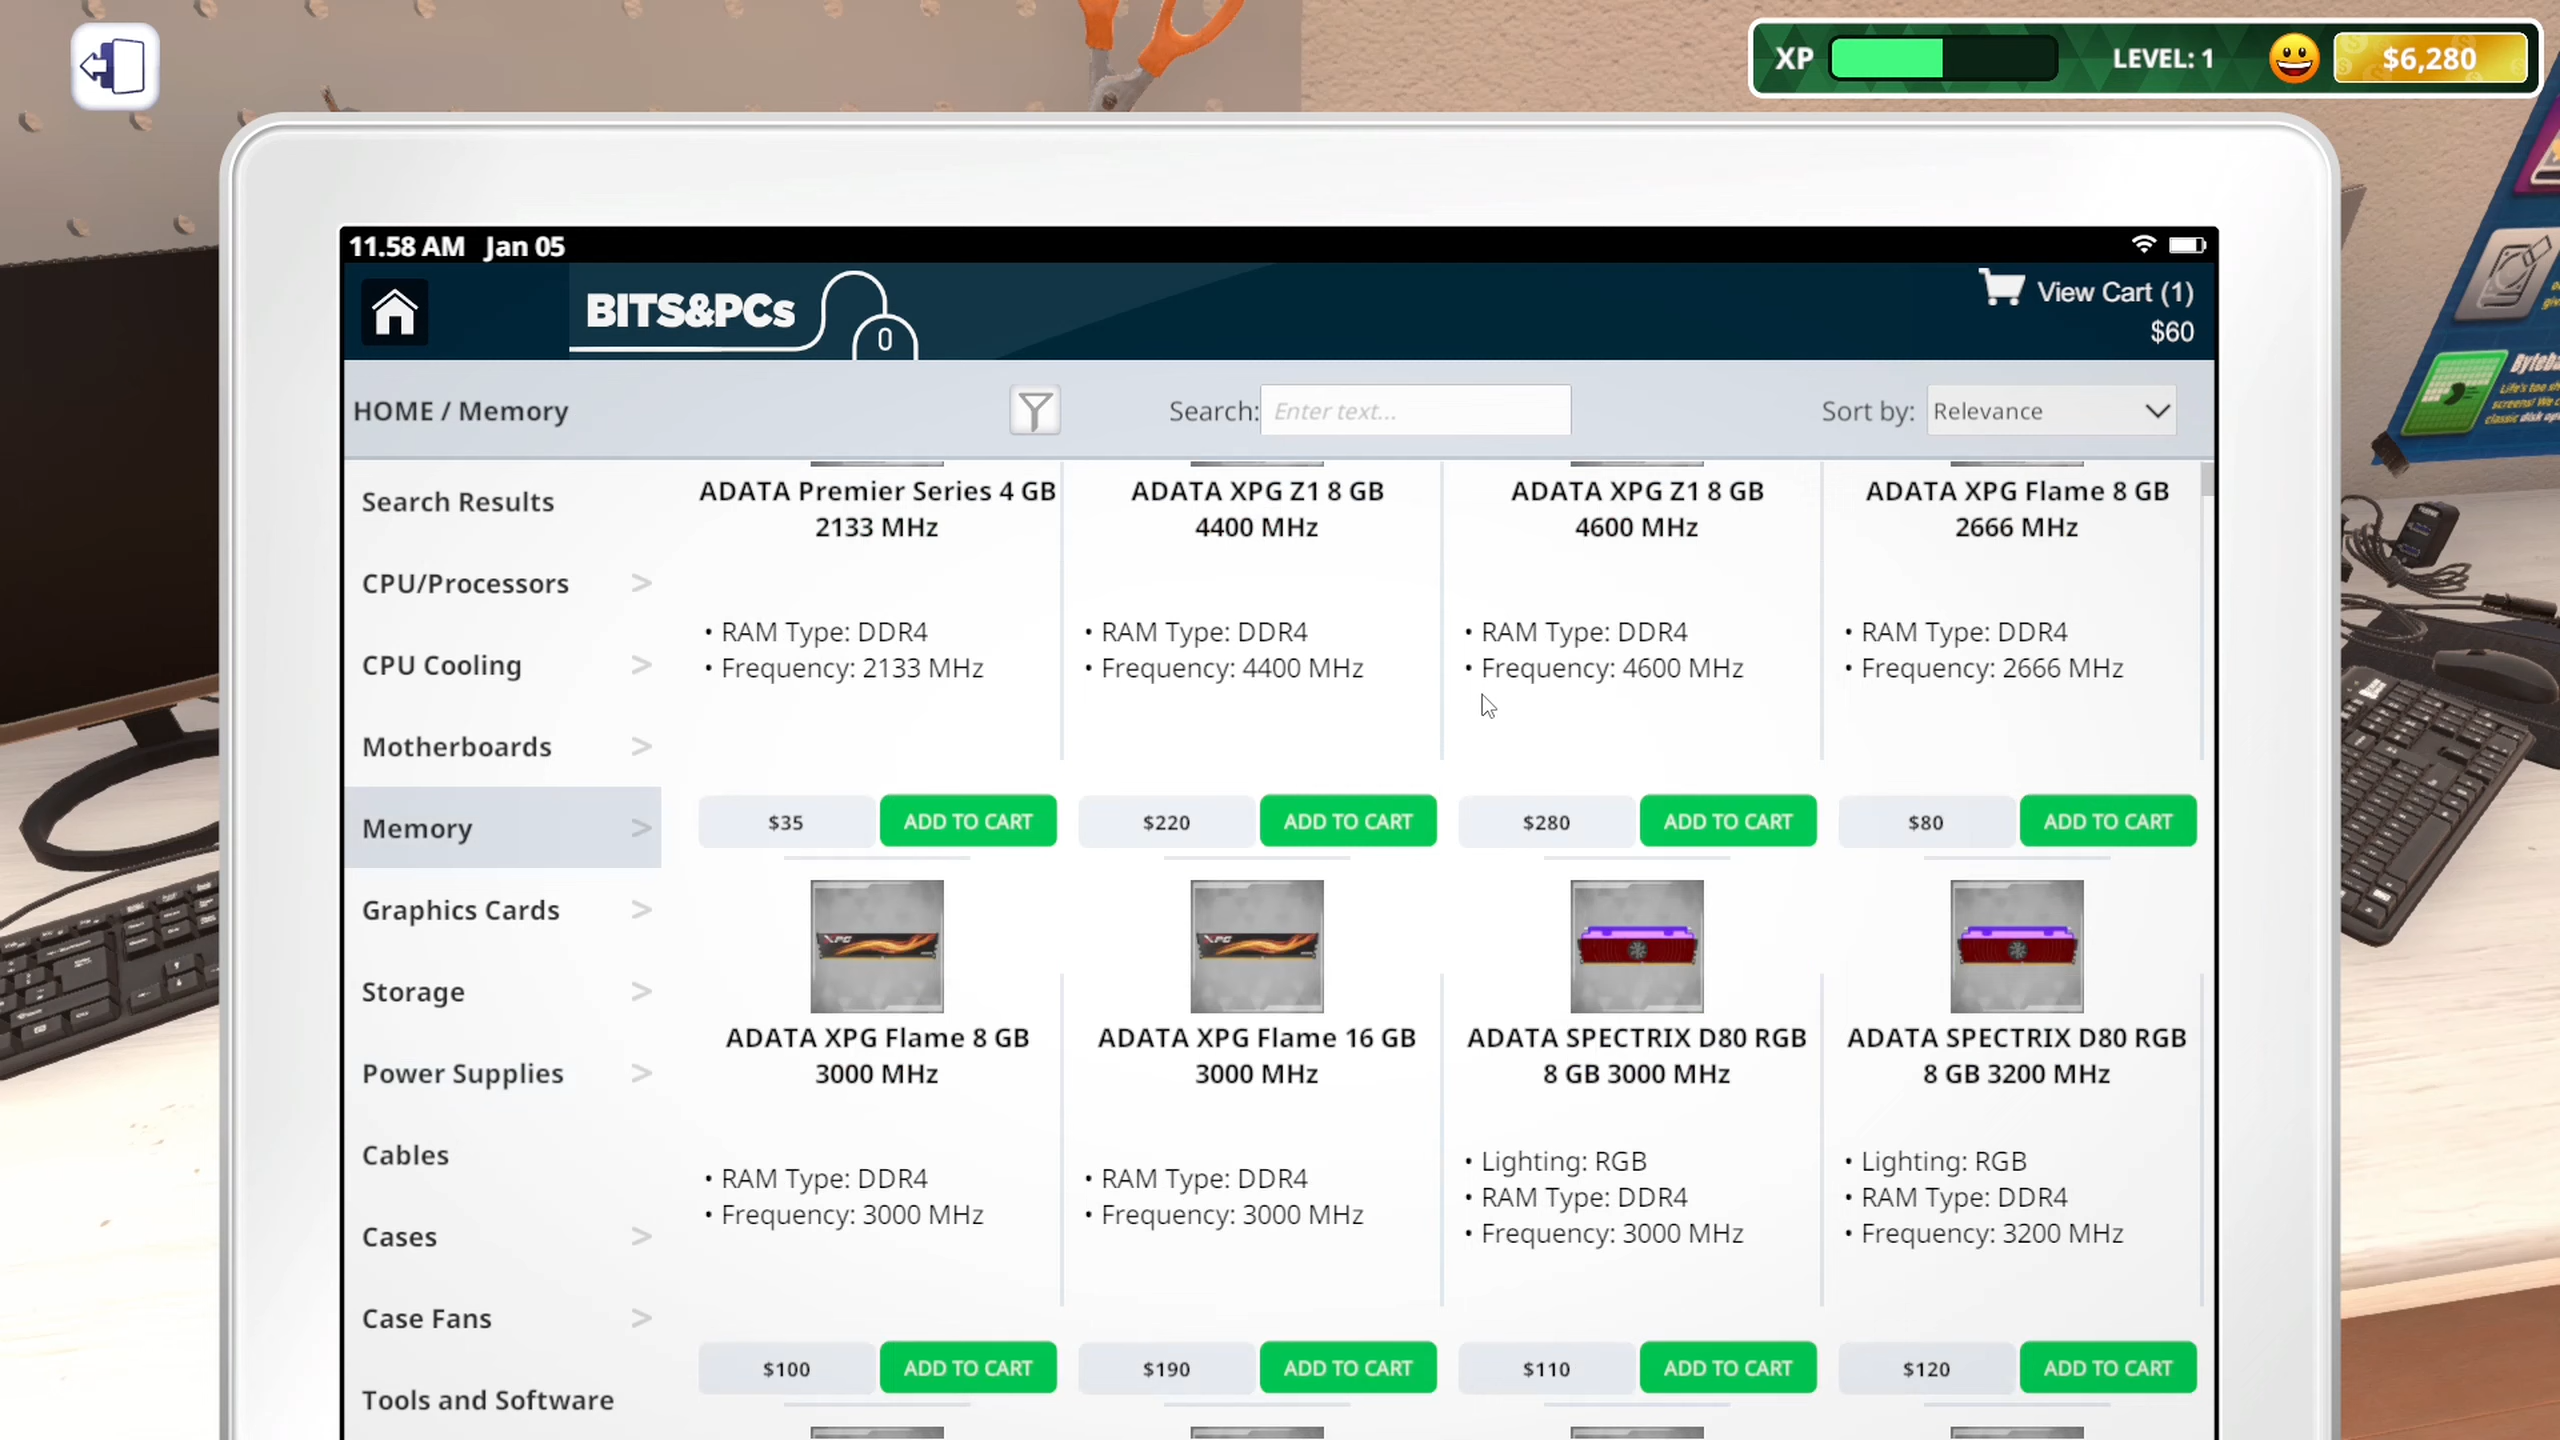 XP
LEVEL: 1
$6,280
11.58 AM Jan 05
BITS&PCs
View Cart (1)
$60
HOME / Memory
Search:
Enter text...
Sort by:
Relevance
Search Results
CPU/Processors >
CPU Cooling >
Motherboards >
Memory >
Graphics Cards >
Storage >
Power Supplies >
Cables
Cases >
Case Fans >
Tools and Software
ADATA Premier Series 4 GB
2133 MHz
• RAM Type: DDR4
• Frequency: 2133 MHz
$35
ADD TO CART
ADATA XPG Z1 8 GB
4400 MHz
• RAM Type: DDR4
• Frequency: 4400 MHz
$220
ADD TO CART
ADATA XPG Z1 8 GB
4600 MHz
• RAM Type: DDR4
• Frequency: 4600 MHz
$280
ADD TO CART
ADATA XPG Flame 8 GB
2666 MHz
• RAM Type: DDR4
• Frequency: 2666 MHz
$80
ADD TO CART
XPG
ADATA XPG Flame 8 GB
3000 MHz
• RAM Type: DDR4
• Frequency: 3000 MHz
$100
ADD TO CART
XPG
ADATA XPG Flame 16 GB
3000 MHz
• RAM Type: DDR4
• Frequency: 3000 MHz
$190
ADD TO CART
ADATA SPECTRIX D80 RGB
8 GB 3000 MHz
• Lighting: RGB
• RAM Type: DDR4
• Frequency: 3000 MHz
$110
ADD TO CART
ADATA SPECTRIX D80 RGB
8 GB 3200 MHz
• Lighting: RGB
• RAM Type: DDR4
• Frequency: 3200 MHz
$120
ADD TO CART